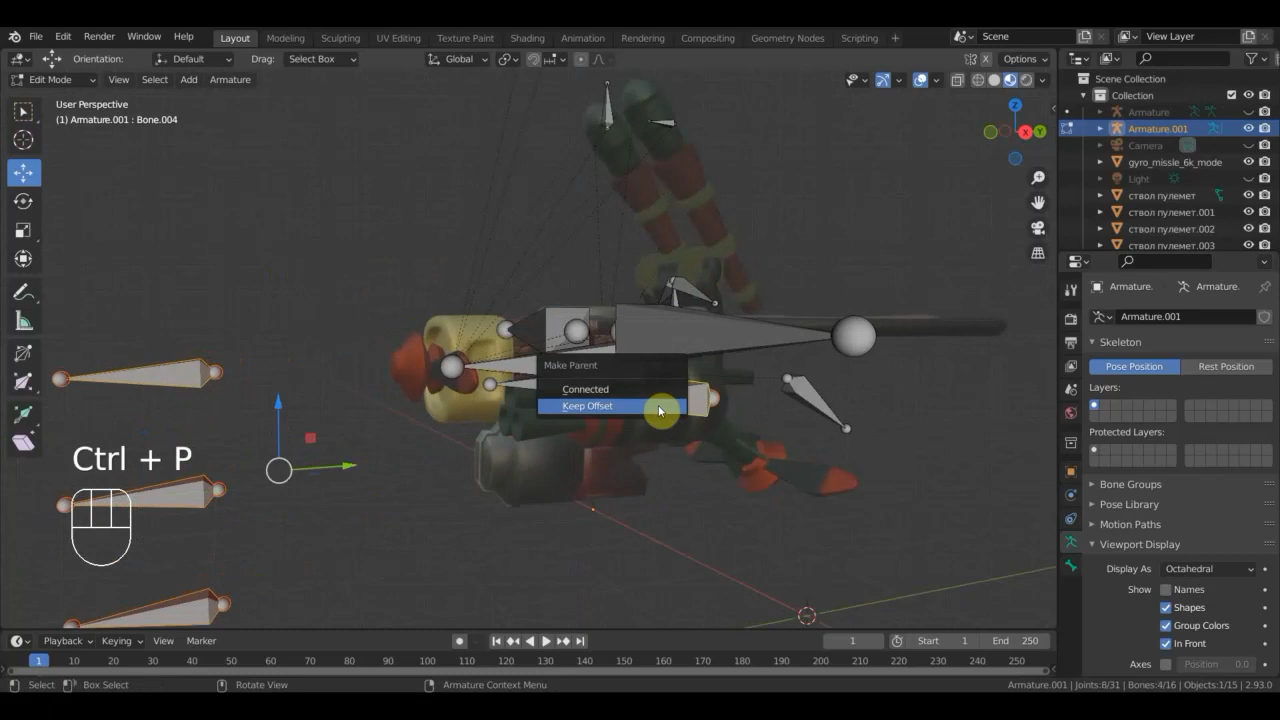 File Edit Render Window Help Layout Modeling Sculpting UV Editing Texture Paint Shading Animation Rendering Compositing Geometry Nodes Scripting + Scene View Layer
Orientation: Default Drag: Select Box Global X Options
Edit Mode View Select Add Armature
User Perspective
(1) Armature.001 : Bone.004
Z
X Y
Make Parent
Connected
Keep Offset
Ctrl + P
Scene Collection
Collection
Armature
Armature.001
Camera
gyro_missle_6k_mode
Light
ствол пулемет
ствол пулемет.001
ствол пулемет.002
ствол пулемет.003
Armature. Armature.
Armature.001
Skeleton
Pose Position Rest Position
Layers:
Protected Layers:
Bone Groups
Pose Library
Motion Paths
Viewport Display
Display As Octahedral
Show Names
Shapes
Group Colors
In Front
Axes Position 0.0
Playback Keying View Marker 1 Start 1 End 250
1 10 20 30 40 50 60 70 80 90 100 110 120 130 140 150 160 170 180 190 200 210 220 230 240 250
Select Box Select Rotate View Armature Context Menu Armature.001 | Joints:8/31 | Bones:4/16 | Objects:1/15 | 2.93.0